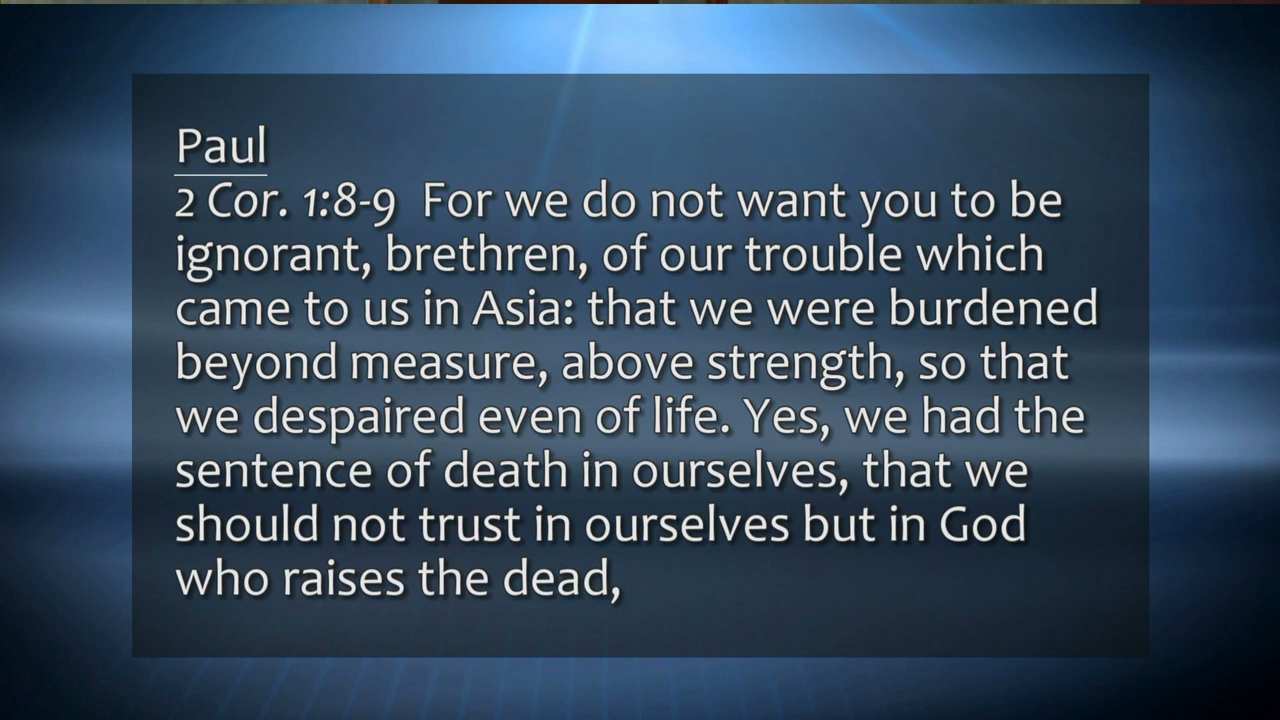 Paul
2 Cor. 1:8-9 For we do not want you to be
ignorant, brethren, of our trouble which
came to us in Asia: that we were burdened
beyond measure, above strength, so that
we despaired even of life. Yes, we had the
sentence of death in ourselves, that we
should not trust in ourselves but in God
who raises the dead,